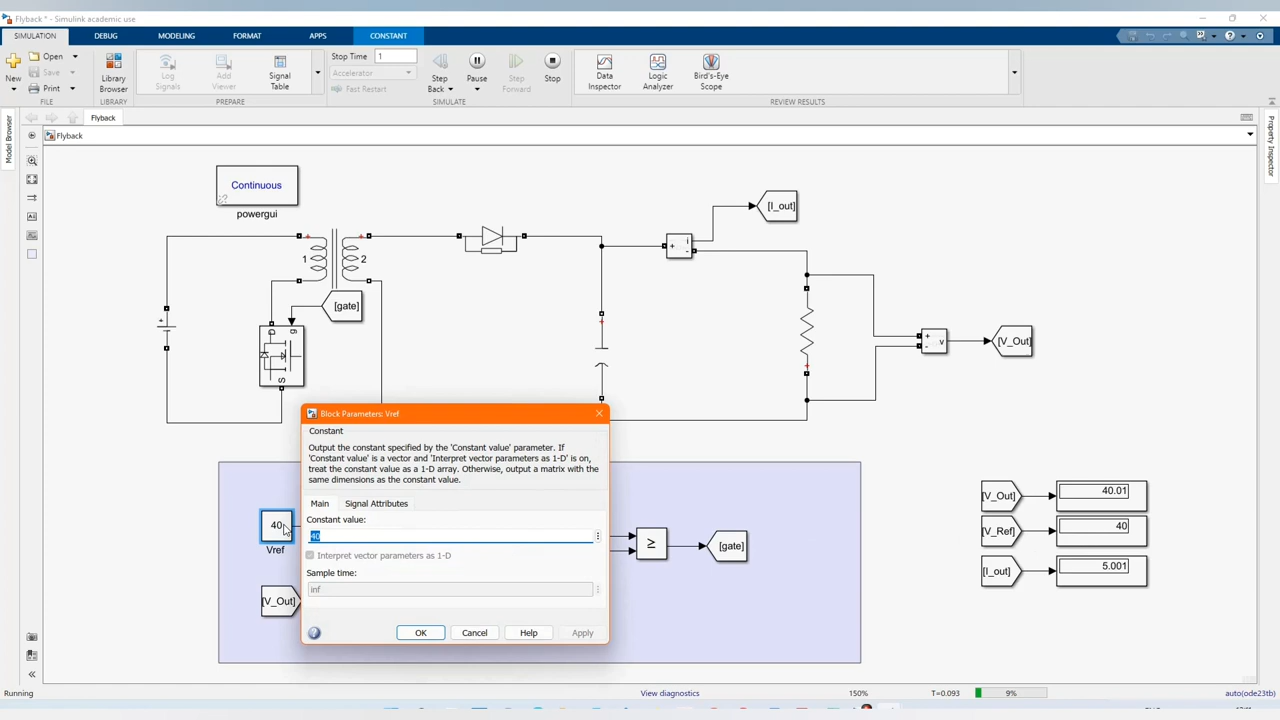 Flyback * - Simulink academic use
SIMULATION DEBUG MODELING FORMAT APPS CONSTANT
New
Open
Save
Print
FILE
Library Browser
LIBRARY
Log Signals
Add Viewer
Signal Table
PREPARE
Stop Time 1
Accelerator
Fast Restart
Step Back
Pause
Step Forward
Stop
SIMULATE
Data Inspector
Logic Analyzer
Bird's-Eye Scope
REVIEW RESULTS
Flyback
Flyback
Model Browser
Property Inspector
Continuous
powergui
[I_out]
+ i -
1 2
[gate]
g
D
S
+
+ v -
[V_Out]
Block Parameters: Vref
Constant
Output the constant specified by the 'Constant value' parameter. If
'Constant value' is a vector and 'Interpret vector parameters as 1-D' is on,
treat the constant value as a 1-D array. Otherwise, output a matrix with the
same dimensions as the constant value.
Main Signal Attributes
Constant value:
40
Interpret vector parameters as 1-D
Sample time:
inf
OK Cancel Help Apply
40
Vref
[V_Out]
≥
[gate]
[V_Out] 40.01
[V_Ref] 40
[I_out] 5.001
Running View diagnostics 150% T=0.093 9% auto(ode23tb)